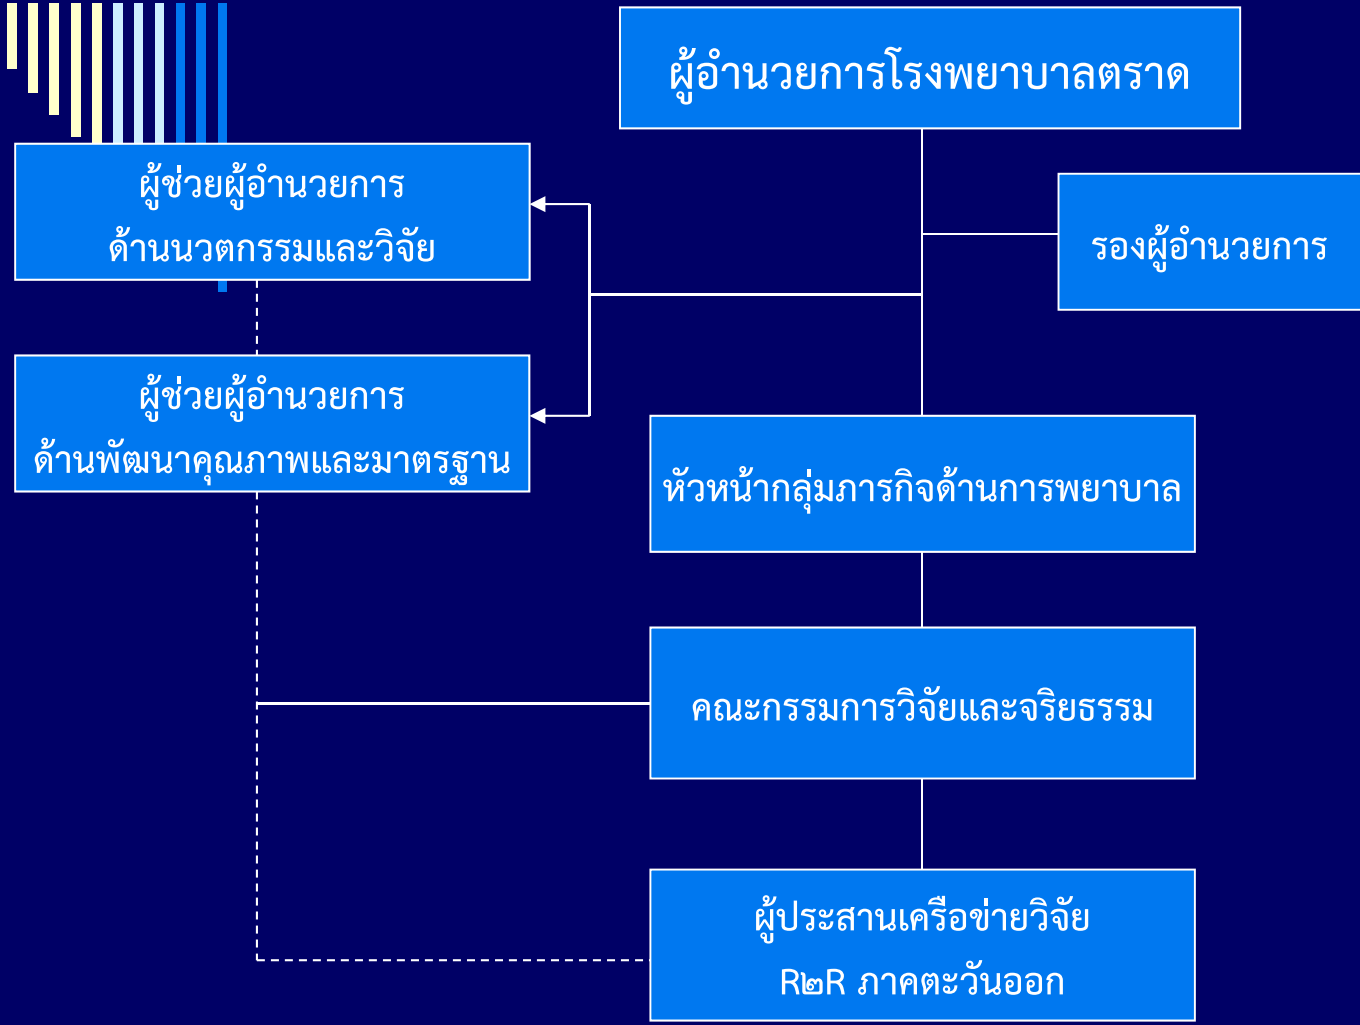 ผู้อำนวยการโรงพยาบาลตราด
ผู้ช่วยผู้อำนวยการ
ด้านนวตกรรมและวิจัย
รองผู้อำนวยการ
ผู้ช่วยผู้อำนวยการ
ด้านพัฒนาคุณภาพและมาตรฐาน
หัวหน้ากลุ่มภารกิจด้านการพยาบาล
คณะกรรมการวิจัยและจริยธรรม
ผู้ประสานเครือข่ายวิจัย
R๒R ภาคตะวันออก